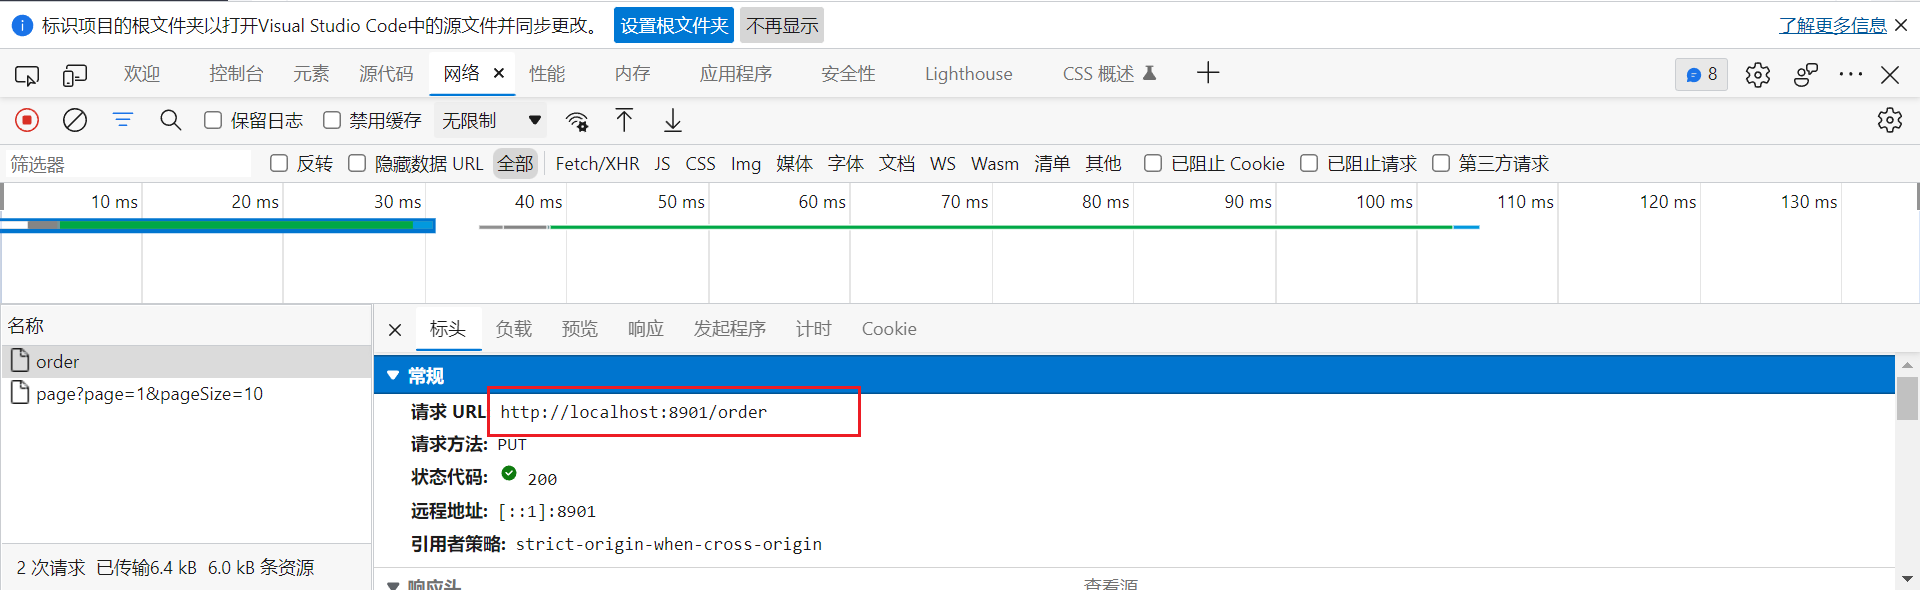 标识项目的根文件夹以打开Visual Studio Code中的源文件并同步更改。 设置根文件夹 不再显示 了解更多信息
欢迎 控制台 元素 源代码 网络 性能 内存 应用程序 安全性 Lighthouse CSS 概述 8
保留日志 禁用缓存 无限制
筛选器 反转 隐藏数据 URL 全部 Fetch/XHR JS CSS Img 媒体 字体 文档 WS Wasm 清单 其他 已阻止 Cookie 已阻止请求 第三方请求
10 ms 20 ms 30 ms 40 ms 50 ms 60 ms 70 ms 80 ms 90 ms 100 ms 110 ms 120 ms 130 ms
名称
order
page?page=1&pageSize=10
2 次请求 已传输6.4 kB 6.0 kB 条资源
标头 负载 预览 响应 发起程序 计时 Cookie
常规
请求 URL http://localhost:8901/order
请求方法: PUT
状态代码: 200
远程地址: [::1]:8901
引用者策略: strict-origin-when-cross-origin
响应头 查看源